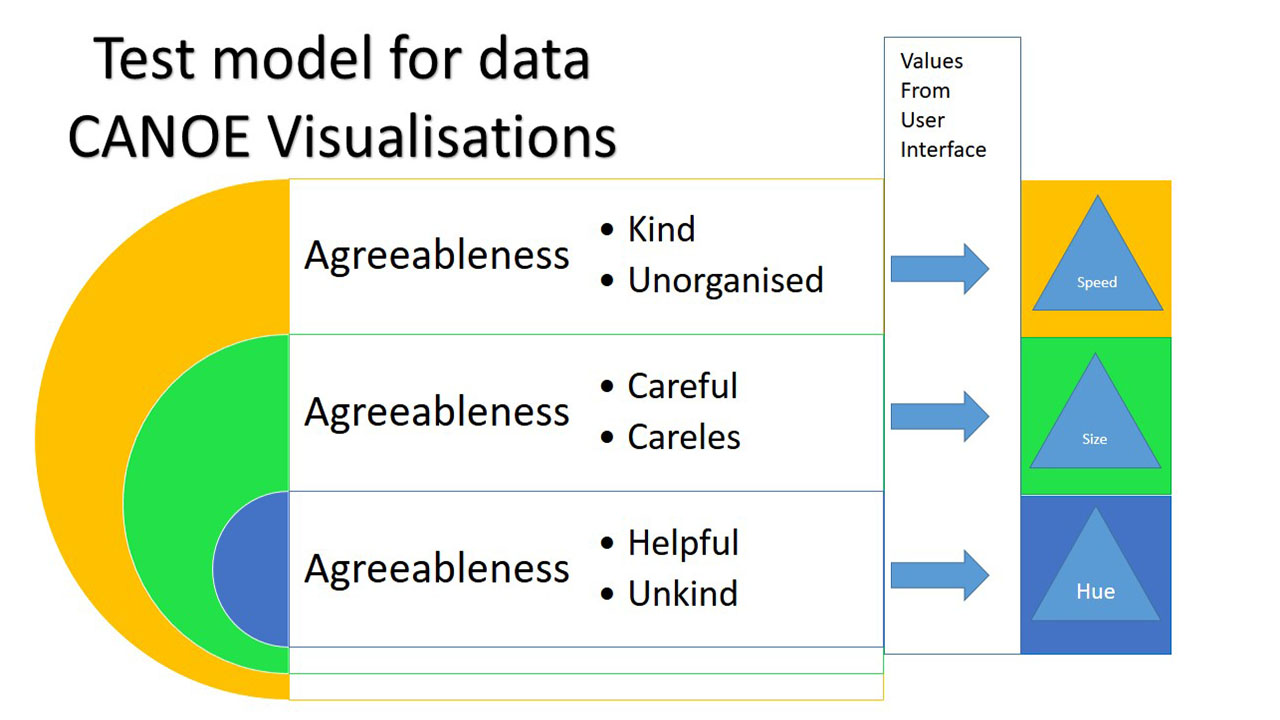 Test model for data
CANOE Visualisations
Values
From
User
Interface
Agreeableness
• Kind
• Unorganised
Speed
Agreeableness
• Careful
• Careles
Size
Agreeableness
• Helpful
• Unkind
Hue